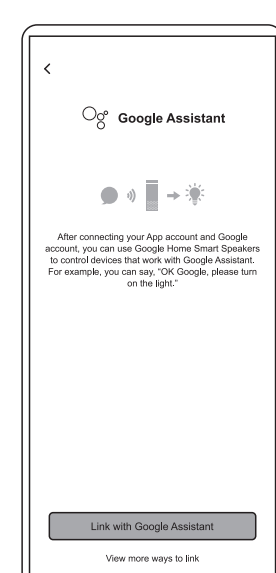 Google Assistant
After connecting your App account and Google
account, you can use Google Home Smart Speakers
to control devices that work with Google Assistant.
For example, you can say, “OK Google, please turn
on the light.”
Link with Google Assistant
View more ways to link